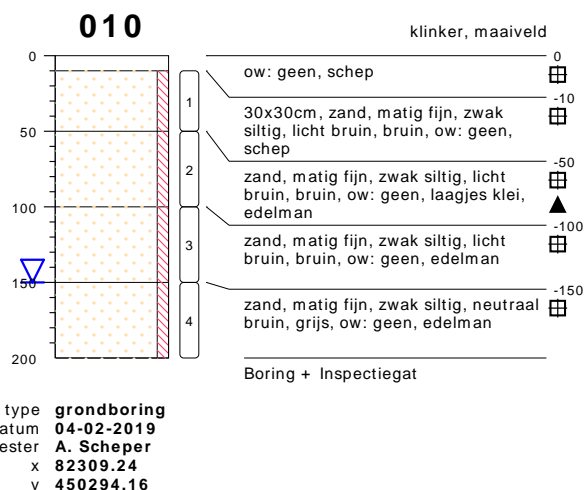 010
klinker, maaiveld
0
0
ow: geen, schep
-10
30x30cm, zand, matig fijn, zwak
siltig, licht bruin, bruin, ow: geen,
schep
1
50
-50
zand, matig fijn, zwak siltig, licht
bruin, bruin, ow: geen, laagjes klei,
edelman
2
100
-100
zand, matig fijn, zwak siltig, licht
bruin, bruin, ow: geen, edelman
3
150
-150
zand, matig fijn, zwak siltig, neutraal
bruin, grijs, ow: geen, edelman
4
200
Boring + Inspectiegat
type grondboring
atum 04-02-2019
ester A. Scheper
x 82309.24
y 450294.16